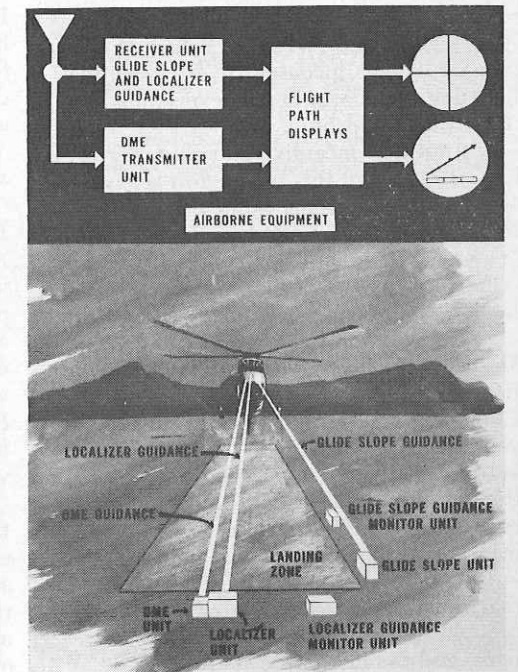 RECEIVER UNIT
GLIDE SLOPE
AND LOCALIZER
GUIDANCE
FLIGHT
PATH
DISPLAYS
DME
TRANSMITTER
UNIT
AIRBORNE EQUIPMENT
GLIDE SLOPE GUIDANCE
LOCALIZER GUIDANCE
DME GUIDANCE
GLIDE SLOPE GUIDANCE
MONITOR UNIT
LANDING
ZONE
GLIDE SLOPE UNIT
DME
UNIT
LOCALIZER
UNIT
LOCALIZER GUIDANCE
MONITOR UNIT